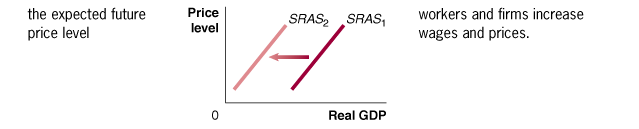 the expected future
price level
Price
level
SRAS2
SRAS1
0
Real GDP
workers and firms increase
wages and prices.